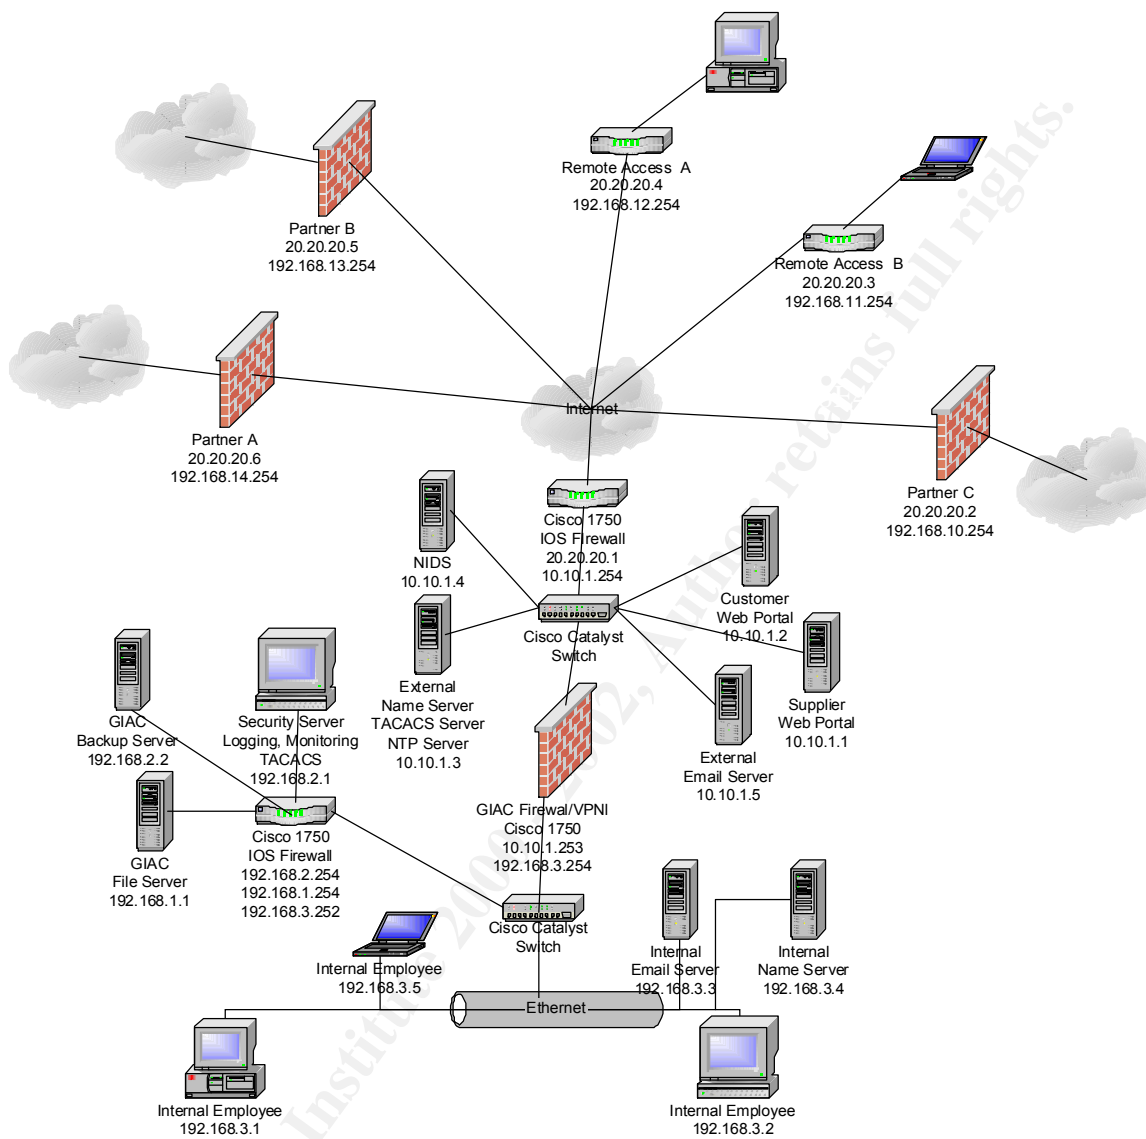 Remote Access A
20.20.20.4
192.168.12.254
Partner B
20.20.20.5
192.168.13.254
Remote Access B
20.20.20.3
192.168.11.254
Internet
Partner A
20.20.20.6
192.168.14.254
Partner C
20.20.20.2
192.168.10.254
Cisco 1750
IOS Firewall
20.20.20.1
10.10.1.254
NIDS
10.10.1.4
Customer
Web Portal
10.10.1.2
Cisco Catalyst
Switch
External
Name Server
TACACS Server
NTP Server
10.10.1.3
Supplier
Web Portal
10.10.1.1
GIAC
Backup Server
192.168.2.2
Security Server
Logging, Monitoring
TACACS
192.168.2.1
External
Email Server
10.10.1.5
GIAC Firewal/VPNl
Cisco 1750
10.10.1.253
192.168.3.254
Cisco 1750
IOS Firewall
192.168.2.254
192.168.1.254
192.168.3.252
GIAC
File Server
192.168.1.1
Cisco Catalyst
Switch
Internal Employee
192.168.3.5
Internal
Email Server
192.168.3.3
Internal
Name Server
192.168.3.4
Ethernet
Internal Employee
192.168.3.1
Internal Employee
192.168.3.2
Institute 2000 - 2002, Author retains full rights.